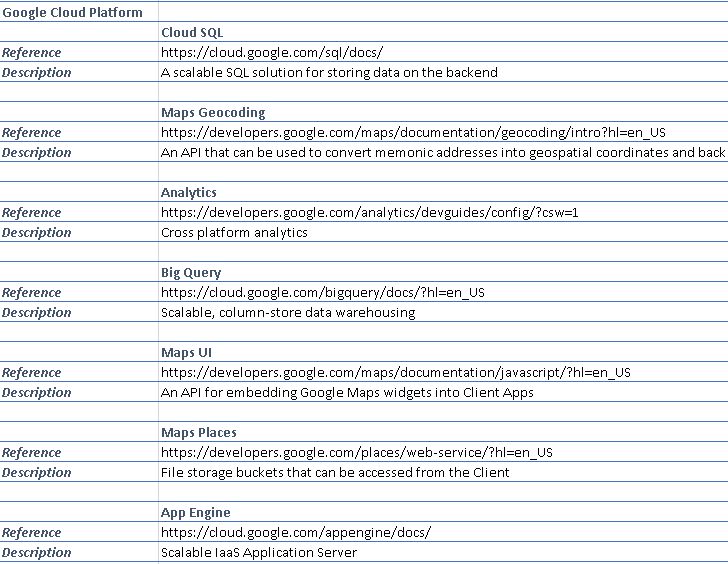 Google Cloud Platform
Cloud SQL
Reference https://cloud.google.com/sql/docs/
Description A scalable SQL solution for storing data on the backend
Maps Geocoding
Reference https://developers.google.com/maps/documentation/geocoding/intro?hl=en_US
Description An API that can be used to convert memonic addresses into geospatial coordinates and back
Analytics
Reference https://developers.google.com/analytics/devguides/config/?csw=1
Description Cross platform analytics
Big Query
Reference https://cloud.google.com/bigquery/docs/?hl=en_US
Description Scalable, column-store data warehousing
Maps UI
Reference https://developers.google.com/maps/documentation/javascript/?hl=en_US
Description An API for embedding Google Maps widgets into Client Apps
Maps Places
Reference https://developers.google.com/places/web-service/?hl=en_US
Description File storage buckets that can be accessed from the Client
App Engine
Reference https://cloud.google.com/appengine/docs/
Description Scalable IaaS Application Server